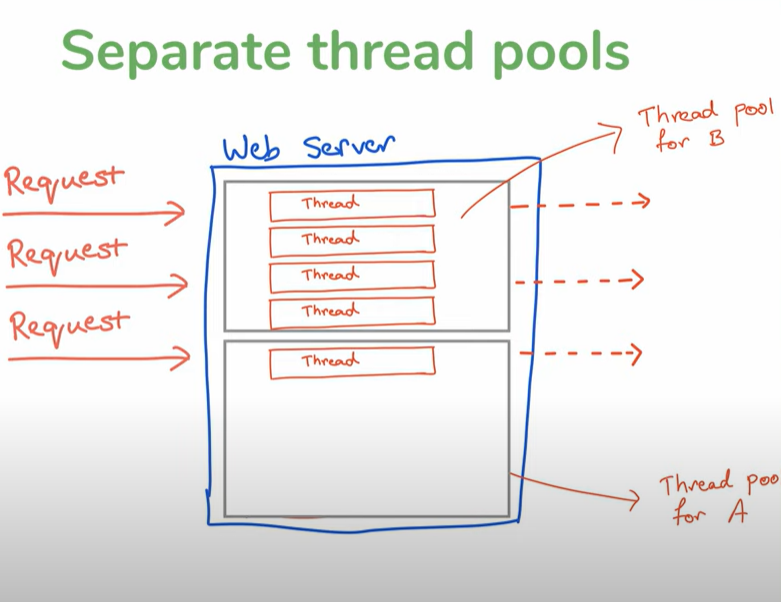 Separate thread pools
Web Server
Thread pool
for B
Request
Request
Request
Thread
Thread
Thread
Thread
Thread
Thread poo
for A